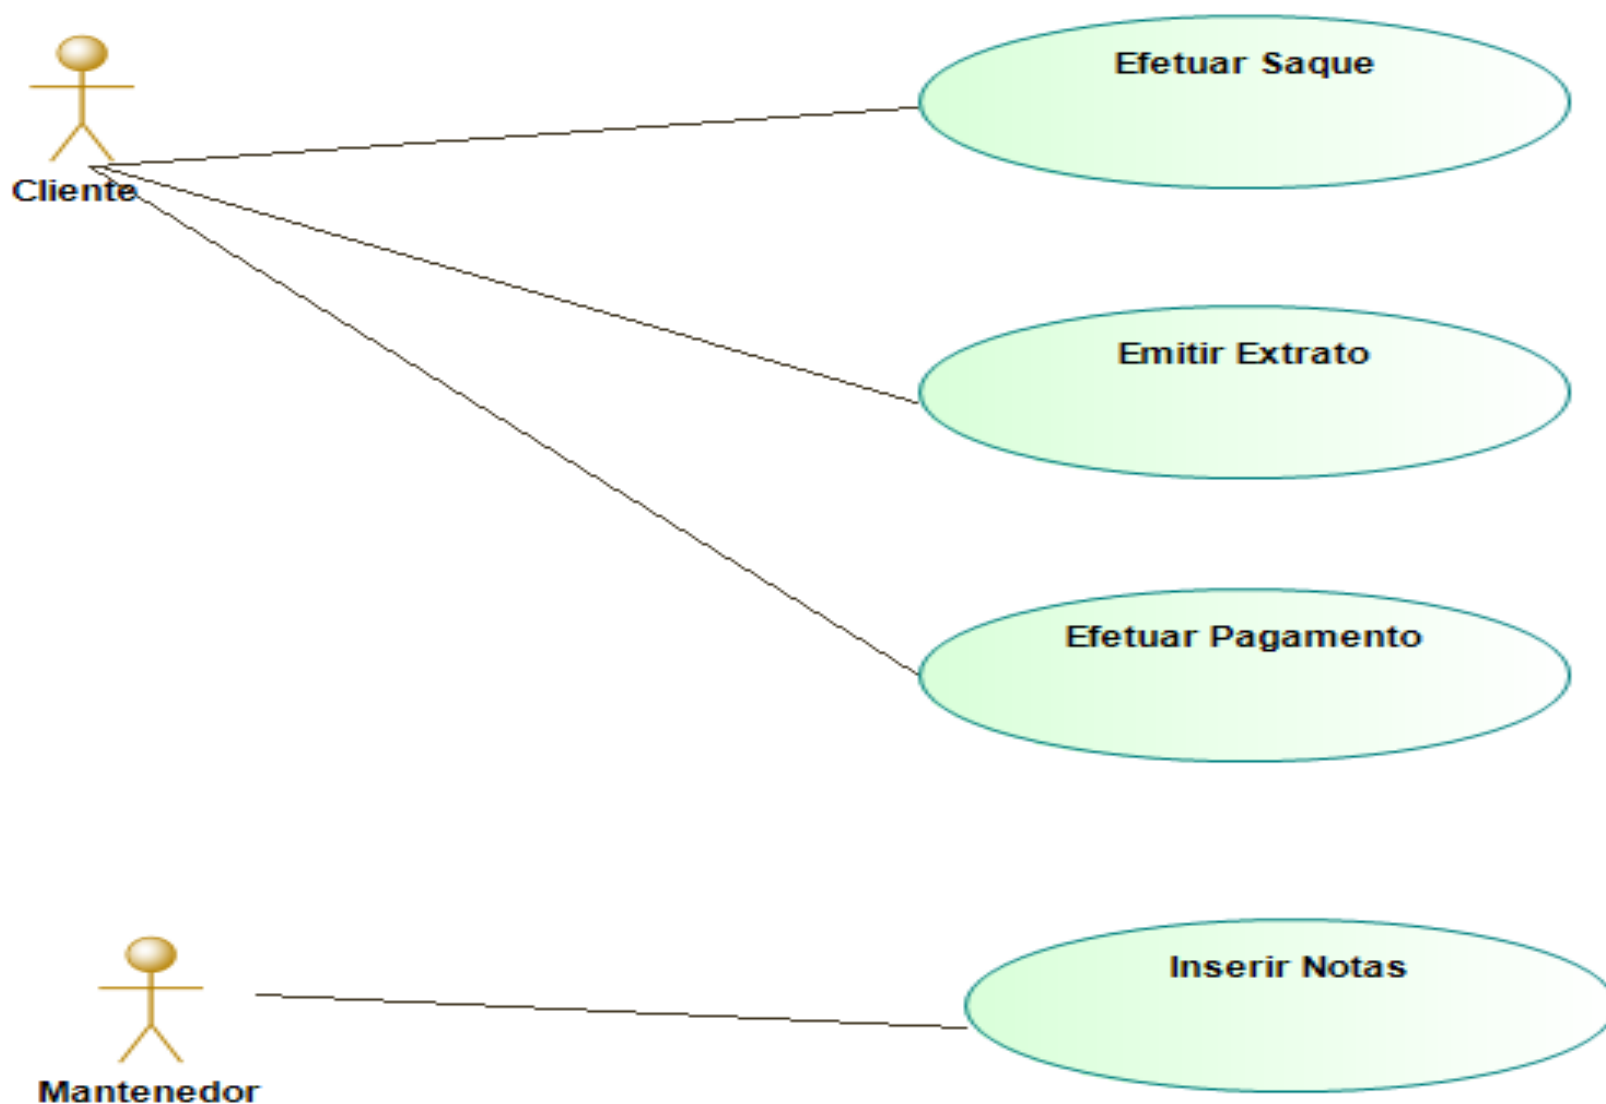 Efetuar Saque
Cliente
Emitir Extrato
Efetuar Pagamento
Inserir Notas
Mantenedor